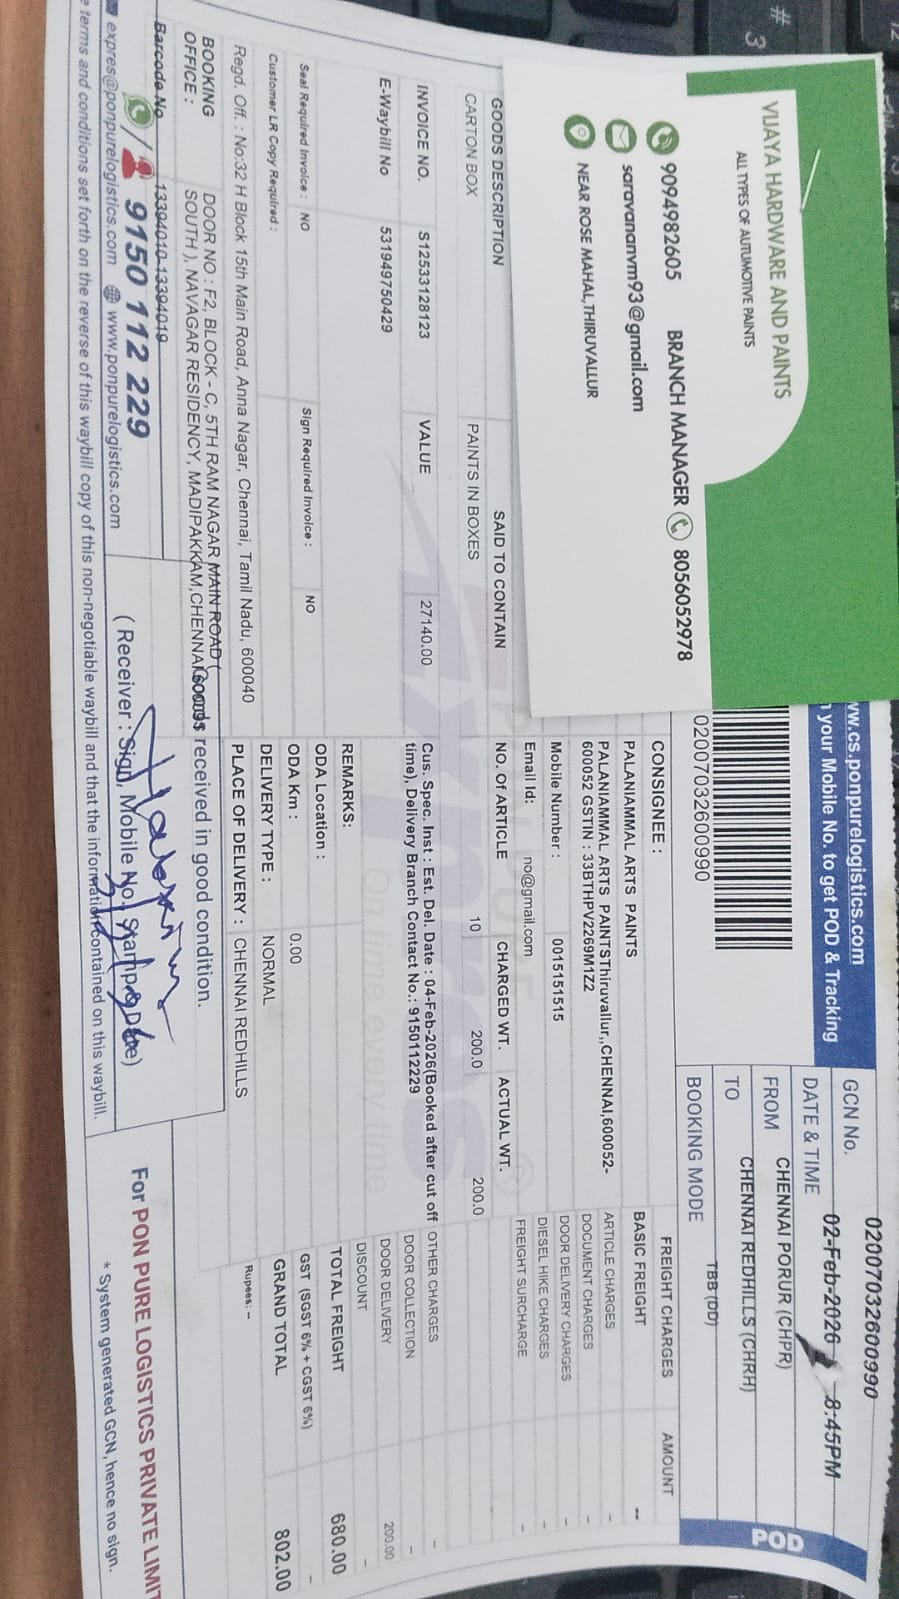 VIJAYA HARDWARE AND PAINTS
ALL TYPES OF AUTUMOTIVE PAINTS
9094982605 BRANCH MANAGER 8056052978
saravananvm93@gmail.com
NEAR ROSE MAHAL,THIRUVALLUR
# 3
w.cs.ponpurelogistics.com
your Mobile No. to get POD & Tracking
0200703260990
GCN No. 0200703260990
DATE & TIME 02-Feb-2026 8:45PM
FROM CHENNAI PORUR (CHPR)
TO CHENNAI REDHILLS (CHRH)
BOOKING MODE TBB (DD)
POD
CONSIGNEE :
PALANIAMMAL ARTS PAINTS
PALANIAMMAL ARTS PAINTSThiruvallur,,CHENNAI,600052-
600052 GSTIN : 33BTHPV2269M1Z2
Mobile Number : 0015151515
Email Id: no@gmail.com
FREIGHT CHARGES AMOUNT
BASIC FREIGHT --
ARTICLE CHARGES -
DOCUMENT CHARGES -
DOOR DELIVERY CHARGES -
DIESEL HIKE CHARGES -
FREIGHT SURCHARGE -
GOODS DESCRIPTION SAID TO CONTAIN NO. Of ARTICLE CHARGED WT. ACTUAL WT.
CARTON BOX PAINTS IN BOXES 10 200.0 200.0
INVOICE NO. S12533128123 VALUE 27140.00
E-Waybill No 531949750429
Cus. Spec. Inst : Est. Del. Date : 04-Feb-2026(Booked after cut off
time), Delivery Branch Contact No.: 9150112229
OTHER CHARGES -
DOOR COLLECTION -
DOOR DELIVERY 200.00
DISCOUNT -
TOTAL FREIGHT 680.00
GST (SGST 6% + CGST 6%) -
GRAND TOTAL 802.00
Rupees: --
Xpres
On time every time
REMARKS:
ODA Location :
ODA Km : 0.00
DELIVERY TYPE : NORMAL
PLACE OF DELIVERY : CHENNAI REDHILLS
Seal Required Invoice : NO Sign Required Invoice : NO
Customer LR Copy Required :
Regd. Off. : No:32 H Block 15th Main Road, Anna Nagar, Chennai, Tamil Nadu, 600040
BOOKING OFFICE : DOOR NO : F2, BLOCK - C, 5TH RAM NAGAR MAIN ROAD (
SOUTH ), NAVAGAR RESIDENCY, MADIPAKKAM,CHENNAI
Goods received in good condition.
Barcode No 13394010-13394019
9150 112 229
expres@ponpurelogistics.com www.ponpurelogistics.com
( Receiver : Sign, Mobile No., Stamp & Date)
For PON PURE LOGISTICS PRIVATE LIMIT
* System generated GCN, hence no sign.
terms and conditions set forth on the reverse of this waybill copy of this non-negotiable waybill and that the information contained on this waybill.